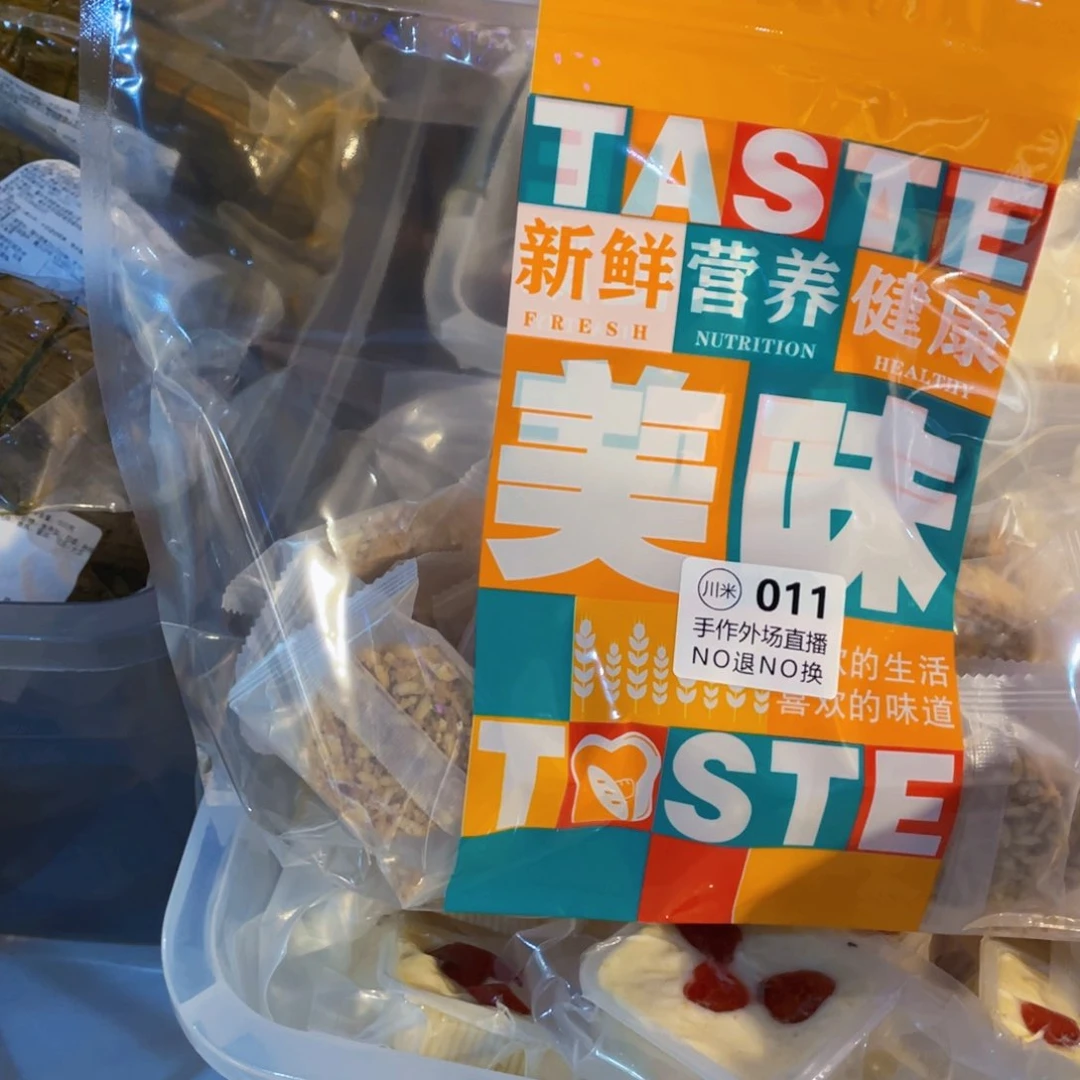 TASTE
新鲜 营养 健康
FRESH NUTRITION HEALTHY
美味
川米 011
手作外场直播
NO退NO换
欢的生活
喜欢的味道
TASTE